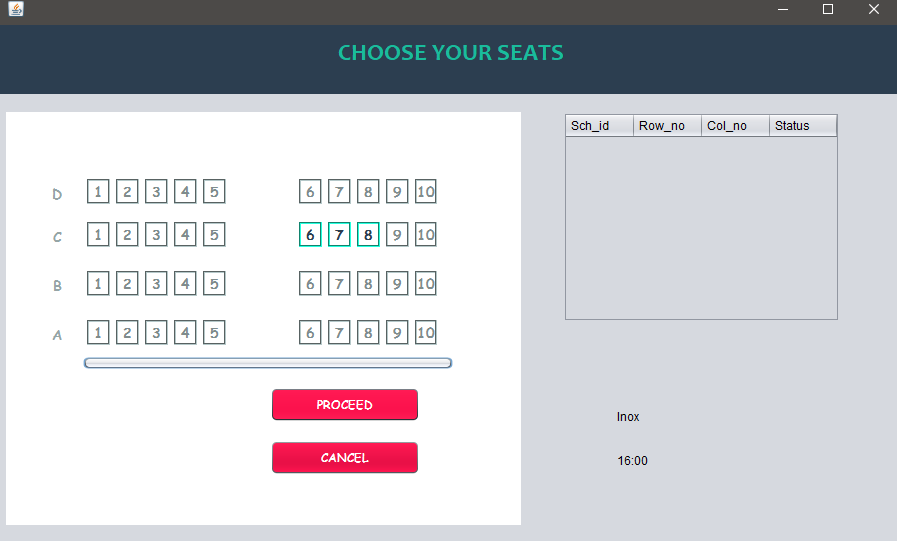 CHOOSE YOUR SEATS
Sch_id Row_no Col_no Status
D 1 2 3 4 5 6 7 8 9 10
C 1 2 3 4 5 6 7 8 9 10
B 1 2 3 4 5 6 7 8 9 10
A 1 2 3 4 5 6 7 8 9 10
PROCEED
CANCEL
Inox
16:00